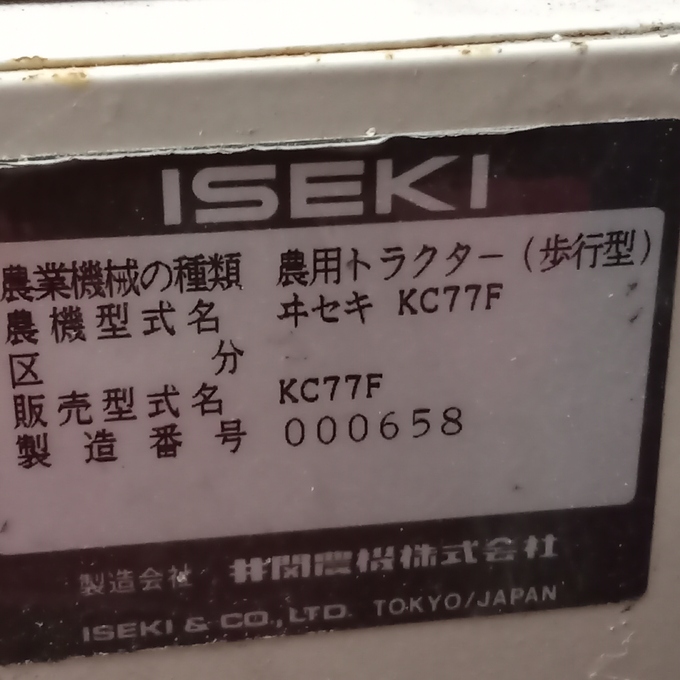 ISEKI
農業機械の種類 農用トラクター(歩行型)
農機型式名 ヰセキ KC77F
区分
販売型式名 KC77F
製造番号 000658
製造会社 井関農機株式会社
ISEKI & CO., LTD. TOKYO/JAPAN